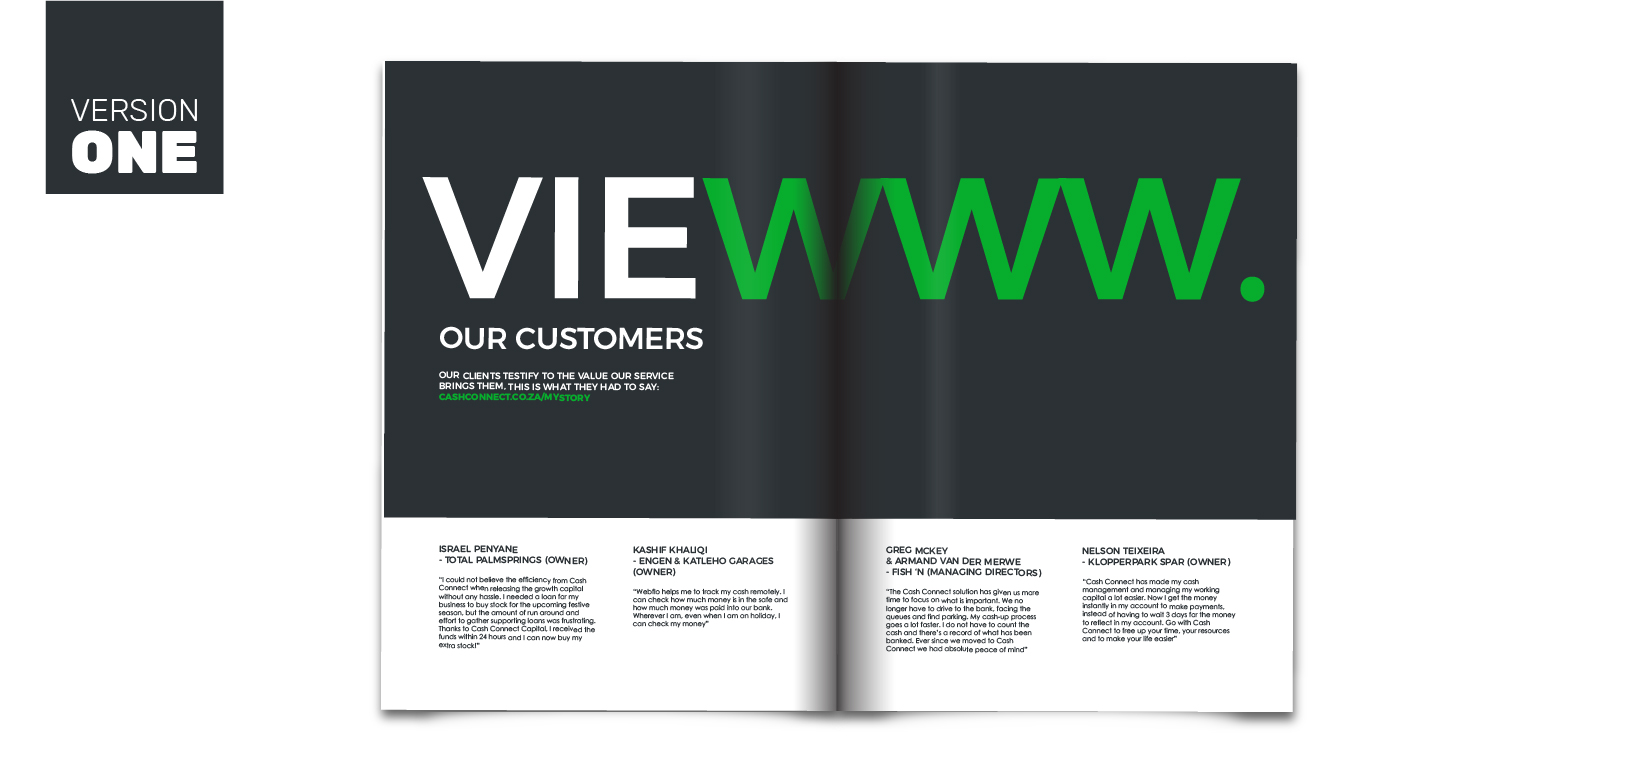 VERSION
ONE
VIEWWW.
OUR CUSTOMERS
OUR CLIENTS TESTIFY TO THE VALUE OUR SERVICE
BRINGS THEM. THIS IS WHAT THEY HAD TO SAY:
CASHCONNECT.CO.ZA/MYSTORY
ISRAEL PENYANE
- TOTAL PALMSPRINGS (OWNER)
"I could not believe the efficiency from Cash
Connect when releasing the growth capital
without any hassle. I needed a loan for my
business to buy stock for the upcoming festive
season, but the amount of run around and
effort to gather supporting loans was frustrating.
Thanks to Cash Connect Capital, I received the
funds within 24 hours and I can now buy my
extra stock!"
KASHIF KHALIQI
- ENGEN & KATLEHO GARAGES
(OWNER)
"Webflo helps me to track my cash remotely. I
can check how much money is in the safe and
how much money was paid into our bank.
Wherever I am, even when I am on holiday, I
can check my money"
GREG MCKEY
& ARMAND VAN DER MERWE
- FISH 'N (MANAGING DIRECTORS)
"The Cash Connect solution has given us more
time to focus on what is important. We no
longer have to drive to the bank, facing the
queues and find parking. My cash-up process
goes a lot faster. I do not have to count the
cash and there's a record of what has been
banked. Ever since we moved to Cash
Connect we had absolute peace of mind"
NELSON TEIXEIRA
- KLOPPERPARK SPAR (OWNER)
"Cash Connect has made my cash
management and managing my working
capital a lot easier. Now I get the money
instantly in my account to make payments,
instead of having to wait 3 days for the money
to reflect in my account. Go with Cash
Connect to free up your time, your resources
and to make your life easier"